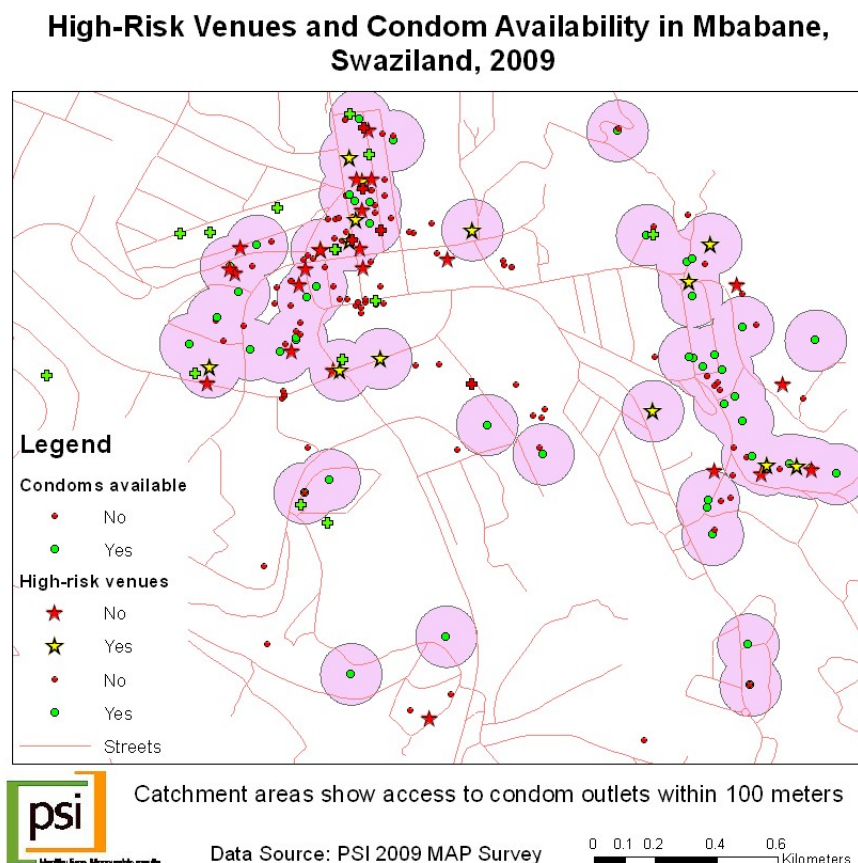 High-Risk Venues and Condom Availability in Mbabane,
Swaziland, 2009
Legend
Condoms available
No
Yes
High-risk venues
No
Yes
No
Yes
Streets
psi
Catchment areas show access to condom outlets within 100 meters
Data Source: PSI 2009 MAP Survey
0 0.1 0.2 0.4 0.6
Kilometers